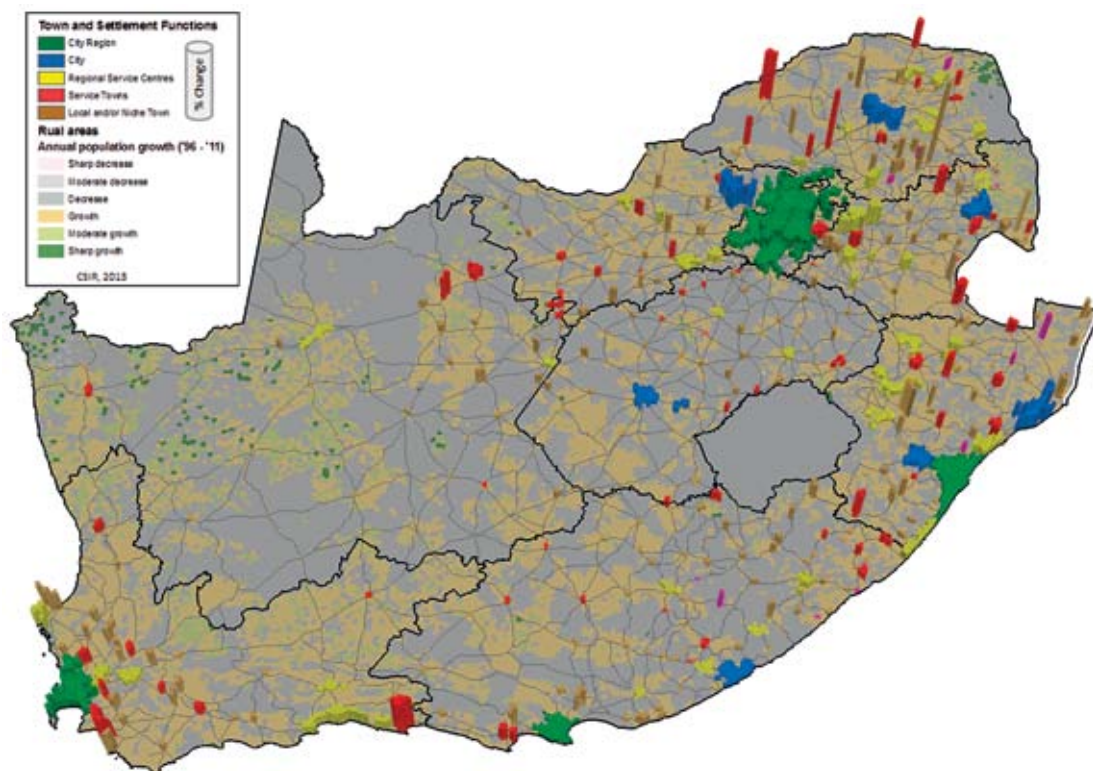 Town and Settlement Functions
City Region
City
Regional Service Centres
Service Towns
Local and/or Niche Town
% Change
Rual areas
Annual population growth ('96 - '11)
Sharp decrease
Moderate decrease
Decrease
Growth
Moderate growth
Sharp growth
CSIR, 2013